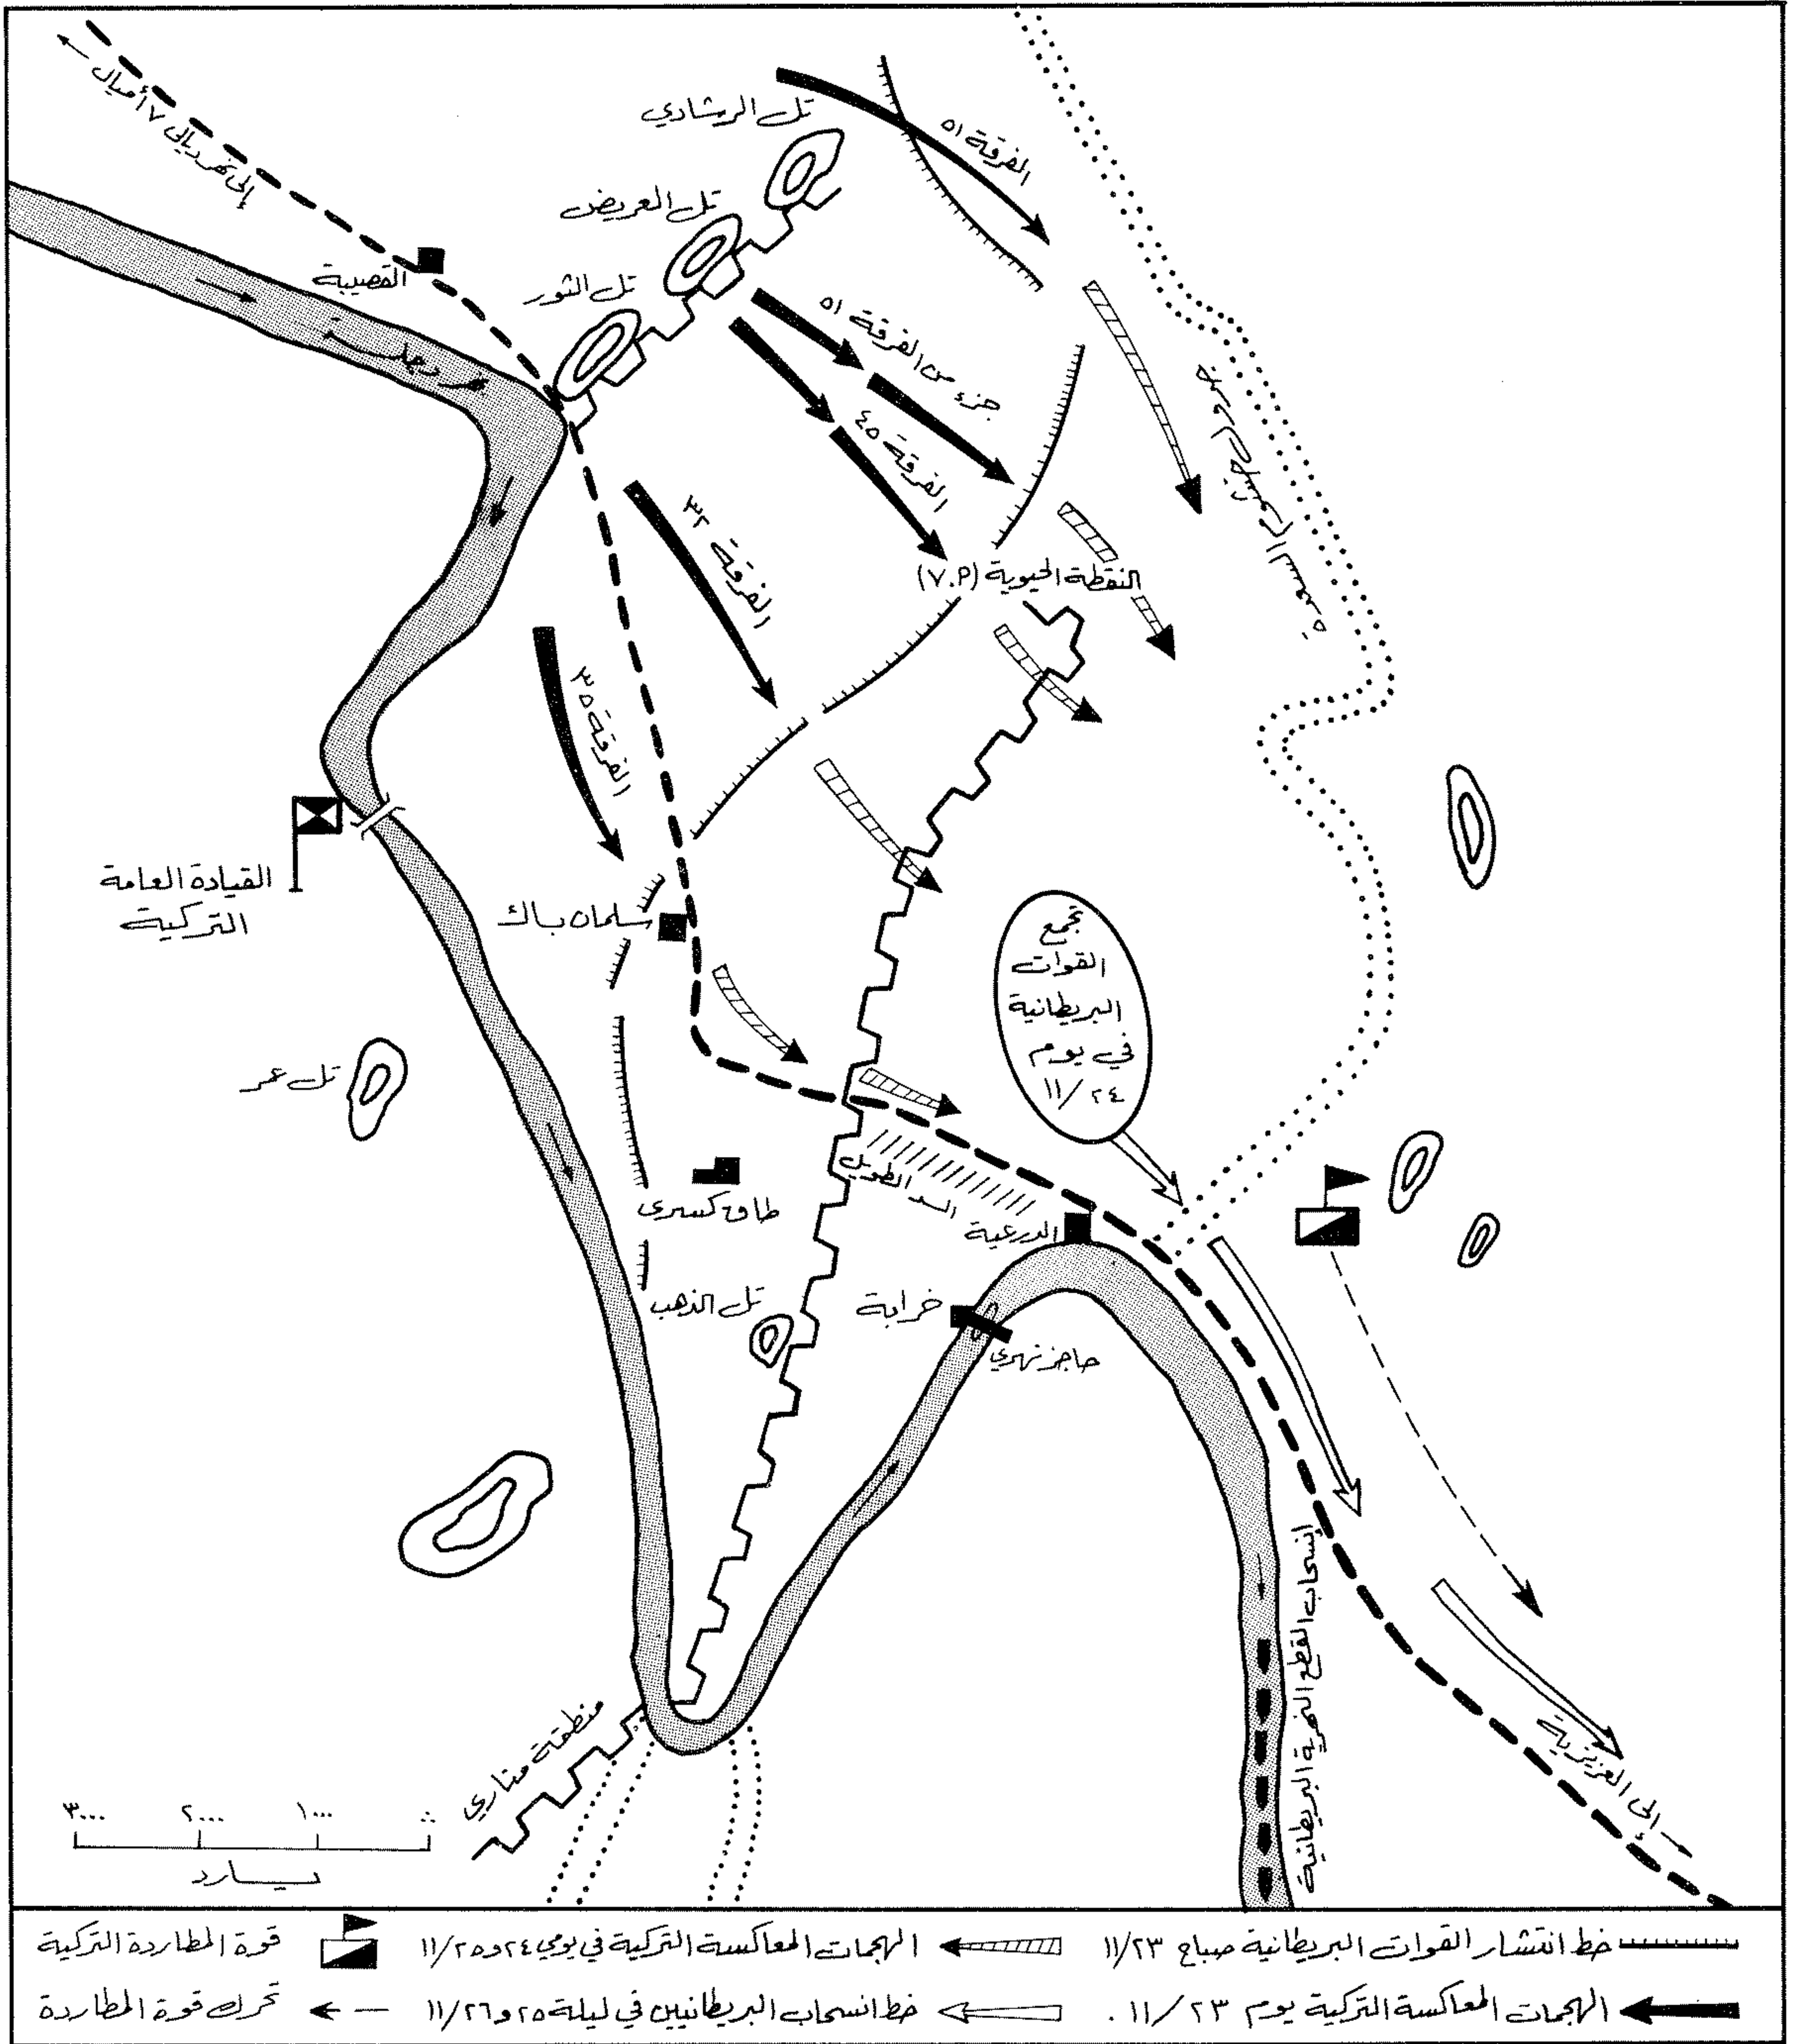 إلى نهر ديالى ٧ أميال
تل الرشادي
الفرقة ٥١
تل العريض
القصيبة
تل الثور
نهر دجلة
جزء من الفرقة ٥١
الفرقة ٤٥
الفرقة ٣٢
النقطة الحيوية (٧.P)
الفرقة ٣٥
القيادة العامة
التركية
سلمان باك
تجمع
القوات
البريطانية
في يوم
١١/٢٤
تل عمر
السد الطويل
طاق كسرى
الدرعية
تل الذهب
خرابة
حاجز نهري
إنسحاب القطع النهرية البريطانية
منطقة متاري
إلى العزيزية
٣٠٠٠ ٢٠٠٠ ١٠٠٠ ٠
يارد
خط انتشار القوات البريطانية صباح ١١/٢٣
الهجمات المعاكسة التركية في يومي ٢٤ و ١١/٢٥
قوة المطاردة التركية
الهجمات المعاكسة التركية يوم ١١/٢٣ .
خط انسحاب البريطانيين في ليلة ٢٥ و ١١/٢٦
تحرك قوة المطاردة